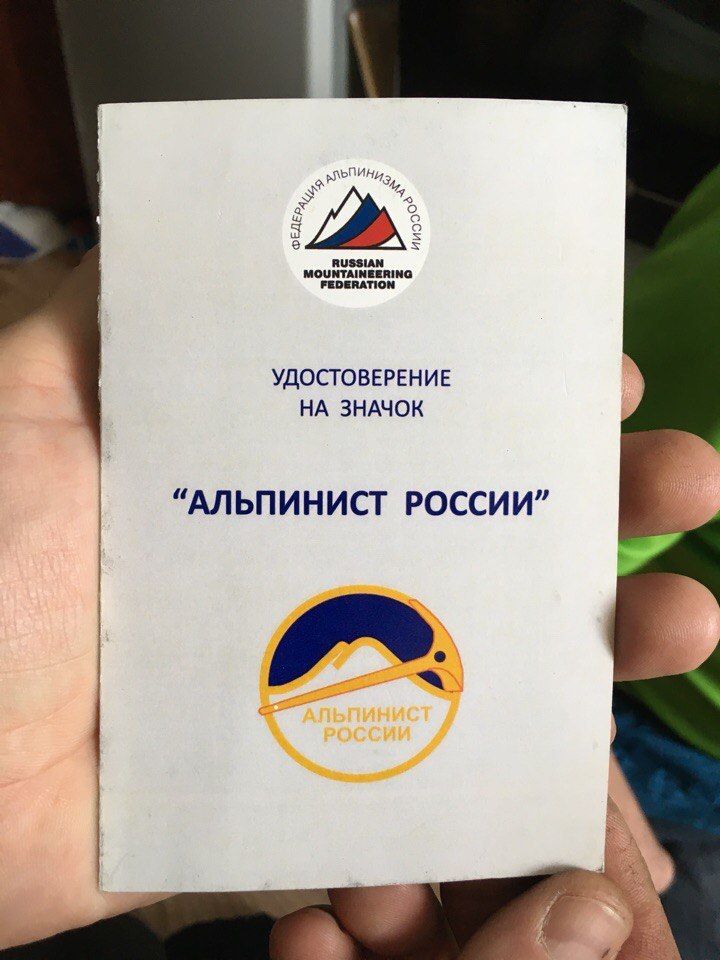 ФЕДЕРАЦИЯ АЛЬПИНИЗМА РОССИИ
RUSSIAN
MOUNTAINEERING
FEDERATION
УДОСТОВЕРЕНИЕ
НА ЗНАЧОК
“АЛЬПИНИСТ РОССИИ”
АЛЬПИНИСТ
РОССИИ